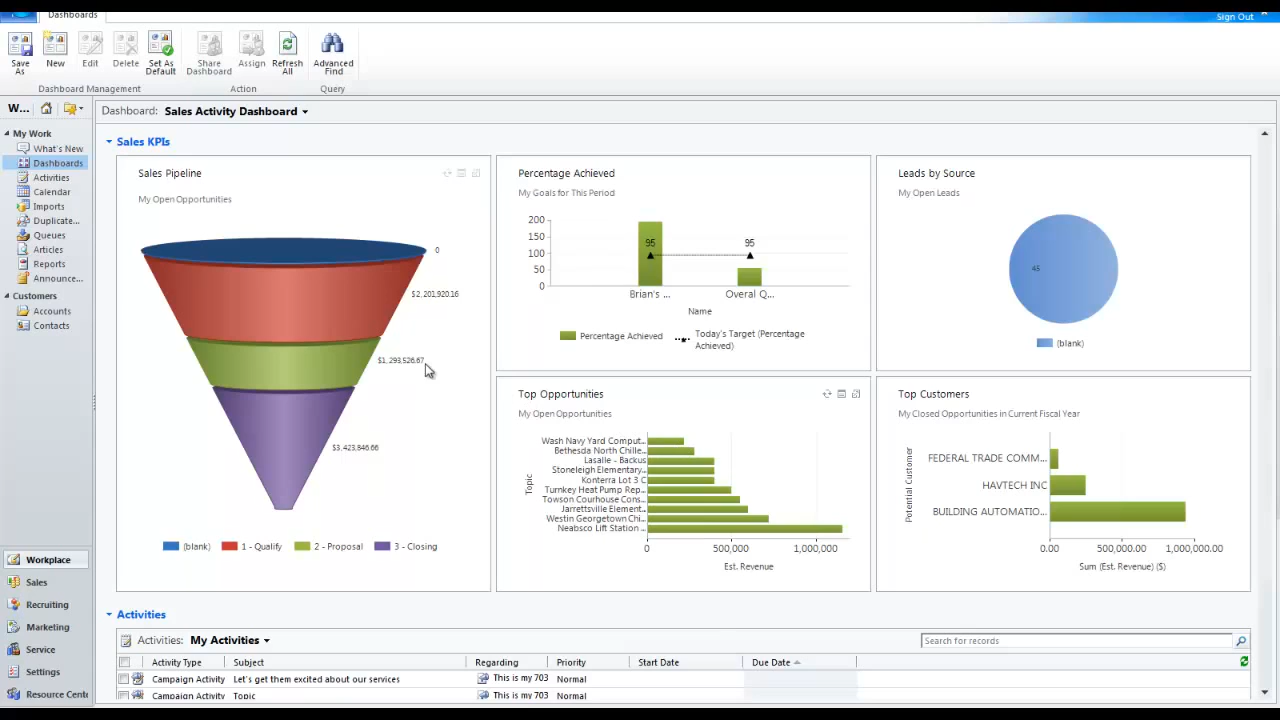 Dashboards
Sign Out
Save As
New
Edit
Delete
Set As Default
Share Dashboard
Assign
Refresh All
Advanced Find
Dashboard Management
Action
Query
W...
Dashboard: Sales Activity Dashboard
My Work
What's New
Dashboards
Activities
Calendar
Imports
Duplicate...
Queues
Articles
Reports
Announce...
Customers
Accounts
Contacts
Workplace
Sales
Recruiting
Marketing
Service
Settings
Resource Cente
Sales KPIs
Sales Pipeline
My Open Opportunities
0
$2,201,920.16
$1,293,526.67
$3,423,846.66
(blank)
1 - Qualify
2 - Proposal
3 - Closing
Percentage Achieved
My Goals for This Period
200
150
100
50
0
95
95
Brian's ...
Overal Q...
Name
Percentage Achieved
Today's Target (Percentage Achieved)
Leads by Source
My Open Leads
45
(blank)
Top Opportunities
My Open Opportunities
Topic
Wash Navy Yard Comput...
Bethesda North Chille...
Lasalle - Backus
Stoneleigh Elementary...
Konterra Lot 3 C
Turnkey Heat Pump Rep...
Towson Courhouse Cons...
Jarrettsville Element...
Westin Georgetown Chi...
Neabsco Lift Station ...
0
500,000
1,000,000
Est. Revenue
Top Customers
My Closed Opportunities in Current Fiscal Year
Potential Customer
FEDERAL TRADE COMM...
HAVTECH INC
BUILDING AUTOMATIO...
0.00
500,000.00
1,000,000.00
Sum (Est. Revenue) ($)
Activities
Activities: My Activities
Search for records
Activity Type
Subject
Regarding
Priority
Start Date
Due Date
Campaign Activity
Let's get them excited about our services
This is my 703
Normal
Campaign Activity
Topic
This is my 703
Normal